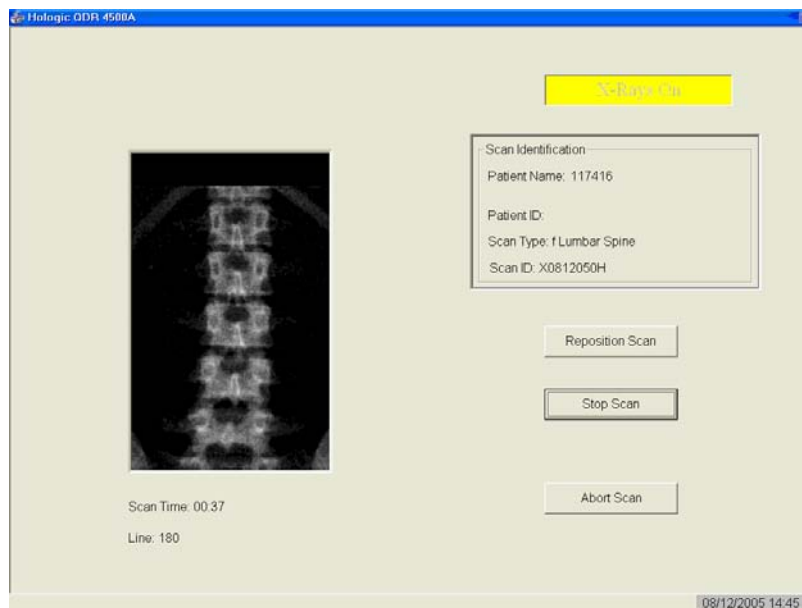 Hologic QDR 4500A
X-Rays On
Scan Identification
Patient Name: 117416
Patient ID:
Scan Type: f Lumbar Spine
Scan ID: X0812050H
Reposition Scan
Stop Scan
Abort Scan
Scan Time: 00:37
Line: 180
08/12/2005 14:45